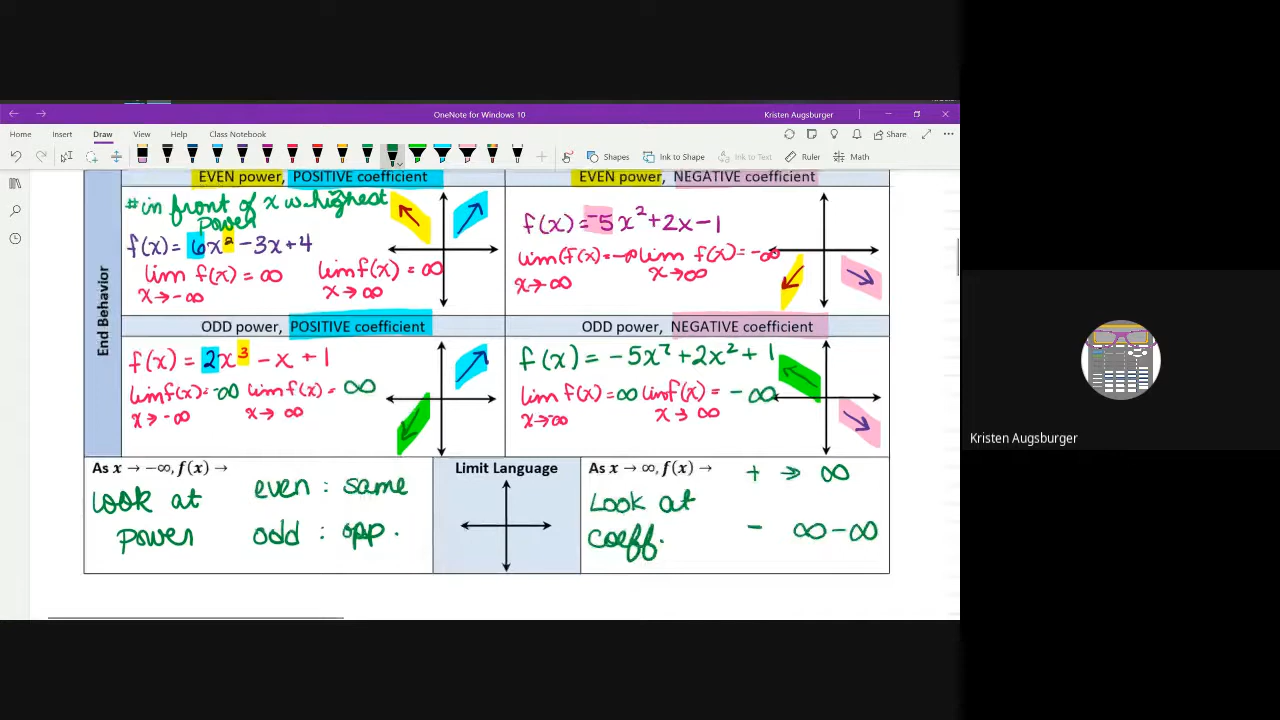 OneNote for Windows 10
Kristen Augsburger
Home Insert Draw View Help Class Notebook
Share
Shapes Ink to Shape Ink to Text Ruler Math
EVEN power, POSITIVE coefficient
# in front of x w highest
power
f(x) = 6x² - 3x + 4
lim f(x) = ∞ lim f(x) = ∞
x → -∞ x → ∞
EVEN power, NEGATIVE coefficient
f(x) = -5x² + 2x - 1
lim (f(x) = -∞ lim f(x) = -∞
x → -∞ x → ∞
End Behavior
ODD power, POSITIVE coefficient
f(x) = 2x³ - x + 1
lim f(x) = -∞ lim f(x) = ∞
x → -∞ x → ∞
ODD power, NEGATIVE coefficient
f(x) = -5x⁷ + 2x² + 1
lim f(x) = ∞ lim f(x) = -∞
x → -∞ x → ∞
As x → -∞, f(x) →
Look at even : same
power odd : opp.
Limit Language
As x → ∞, f(x) → + → ∞
Look at
coeff. - ∞ -∞
Kristen Augsburger